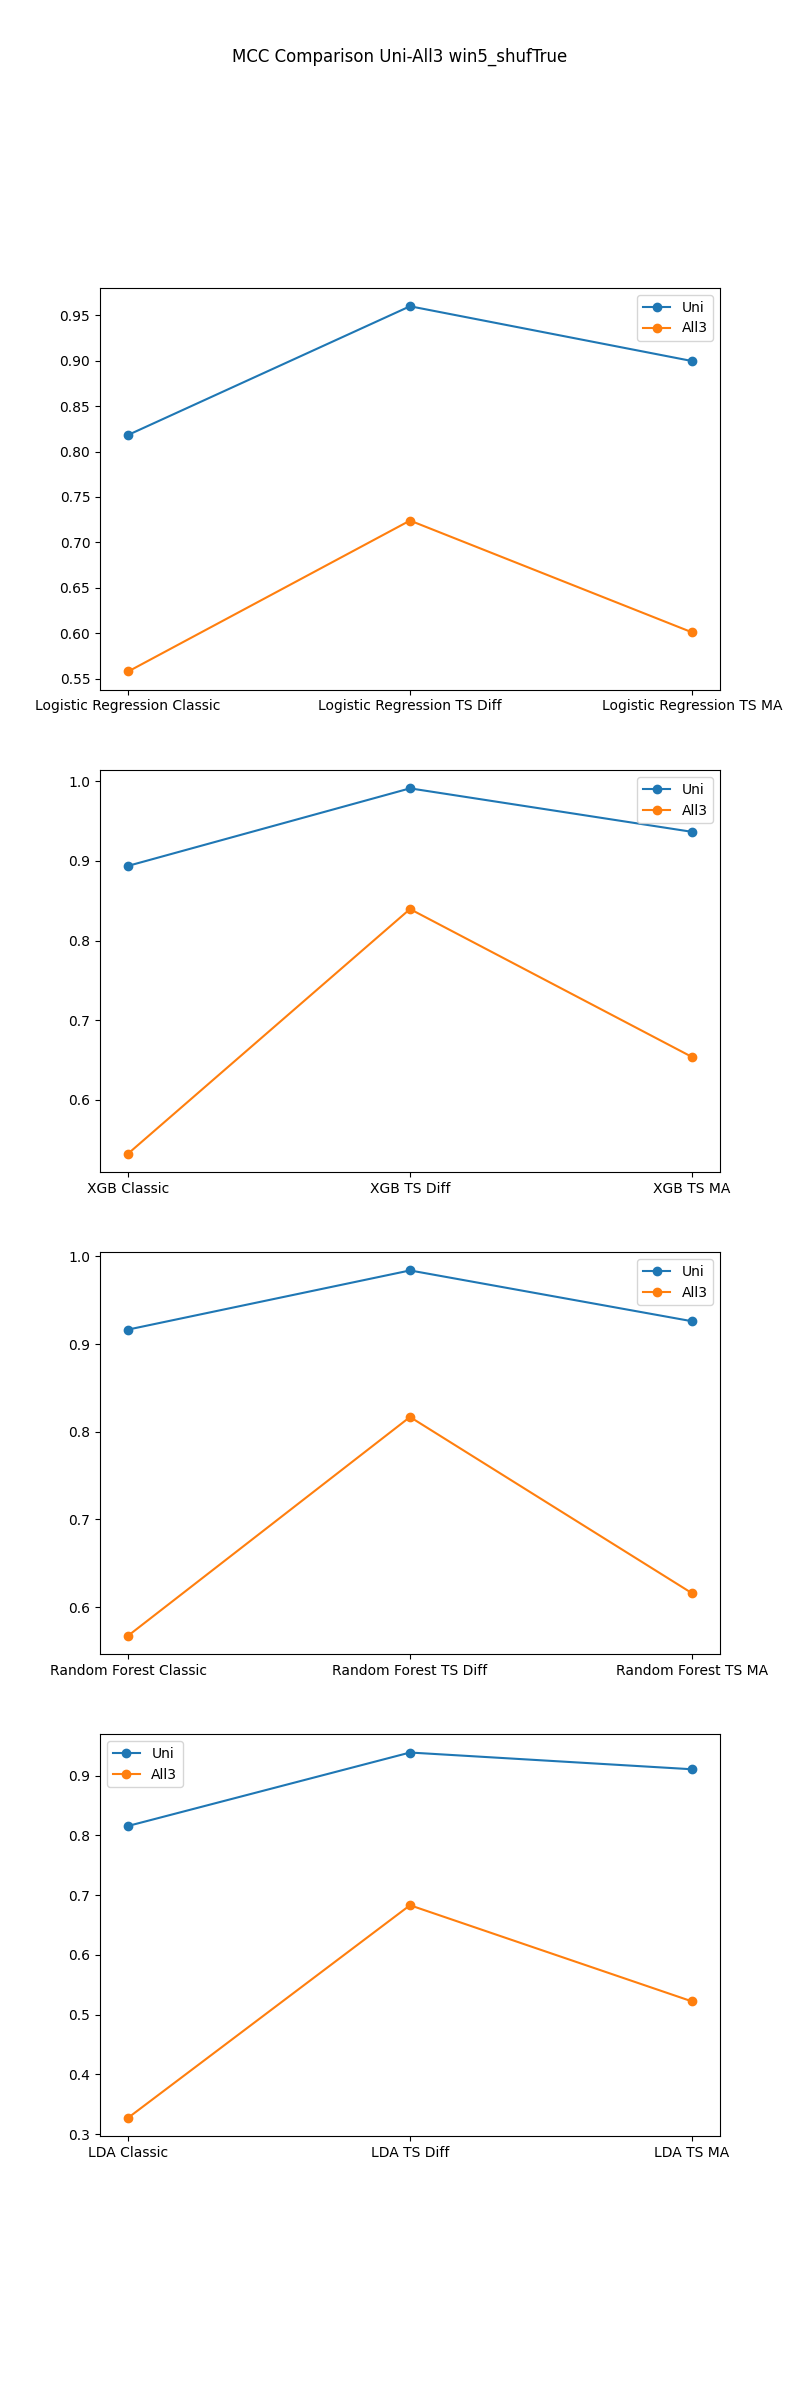 MCC Comparison Uni-All3 win5_shufTrue
Uni
All3
0.95
0.90
0.85
0.80
0.75
0.70
0.65
0.60
0.55
Logistic Regression Classic
Logistic Regression TS Diff
Logistic Regression TS MA
Uni
All3
1.0
0.9
0.8
0.7
0.6
XGB Classic
XGB TS Diff
XGB TS MA
Uni
All3
1.0
0.9
0.8
0.7
0.6
Random Forest Classic
Random Forest TS Diff
Random Forest TS MA
Uni
All3
0.9
0.8
0.7
0.6
0.5
0.4
0.3
LDA Classic
LDA TS Diff
LDA TS MA